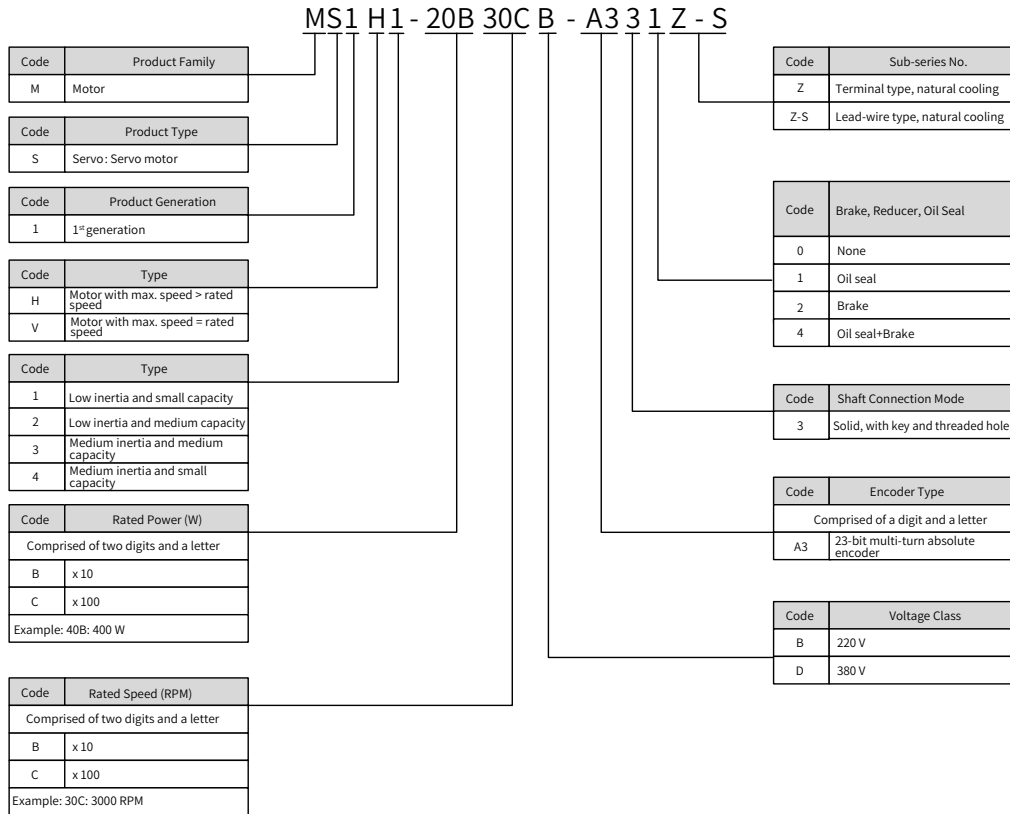 MS1H1-20B30CB-A331Z-S
Code Product Family
M Motor
Code Product Type
S Servo: Servo motor
Code Product Generation
1 1st generation
Code Type
H Motor with max. speed > rated
speed
V Motor with max. speed = rated
speed
Code Type
1 Low inertia and small capacity
2 Low inertia and medium capacity
3 Medium inertia and medium
capacity
4 Medium inertia and small
capacity
Code Rated Power (W)
Comprised of two digits and a letter
B x 10
C x 100
Example: 40B: 400 W
Code Rated Speed (RPM)
Comprised of two digits and a letter
B x 10
C x 100
Example: 30C: 3000 RPM
Code Sub-series No.
Z Terminal type, natural cooling
Z-S Lead-wire type, natural cooling
Code Brake, Reducer, Oil Seal
0 None
1 Oil seal
2 Brake
4 Oil seal+Brake
Code Shaft Connection Mode
3 Solid, with key and threaded hole
Code Encoder Type
Comprised of a digit and a letter
A3 23-bit multi-turn absolute
encoder
Code Voltage Class
B 220 V
D 380 V